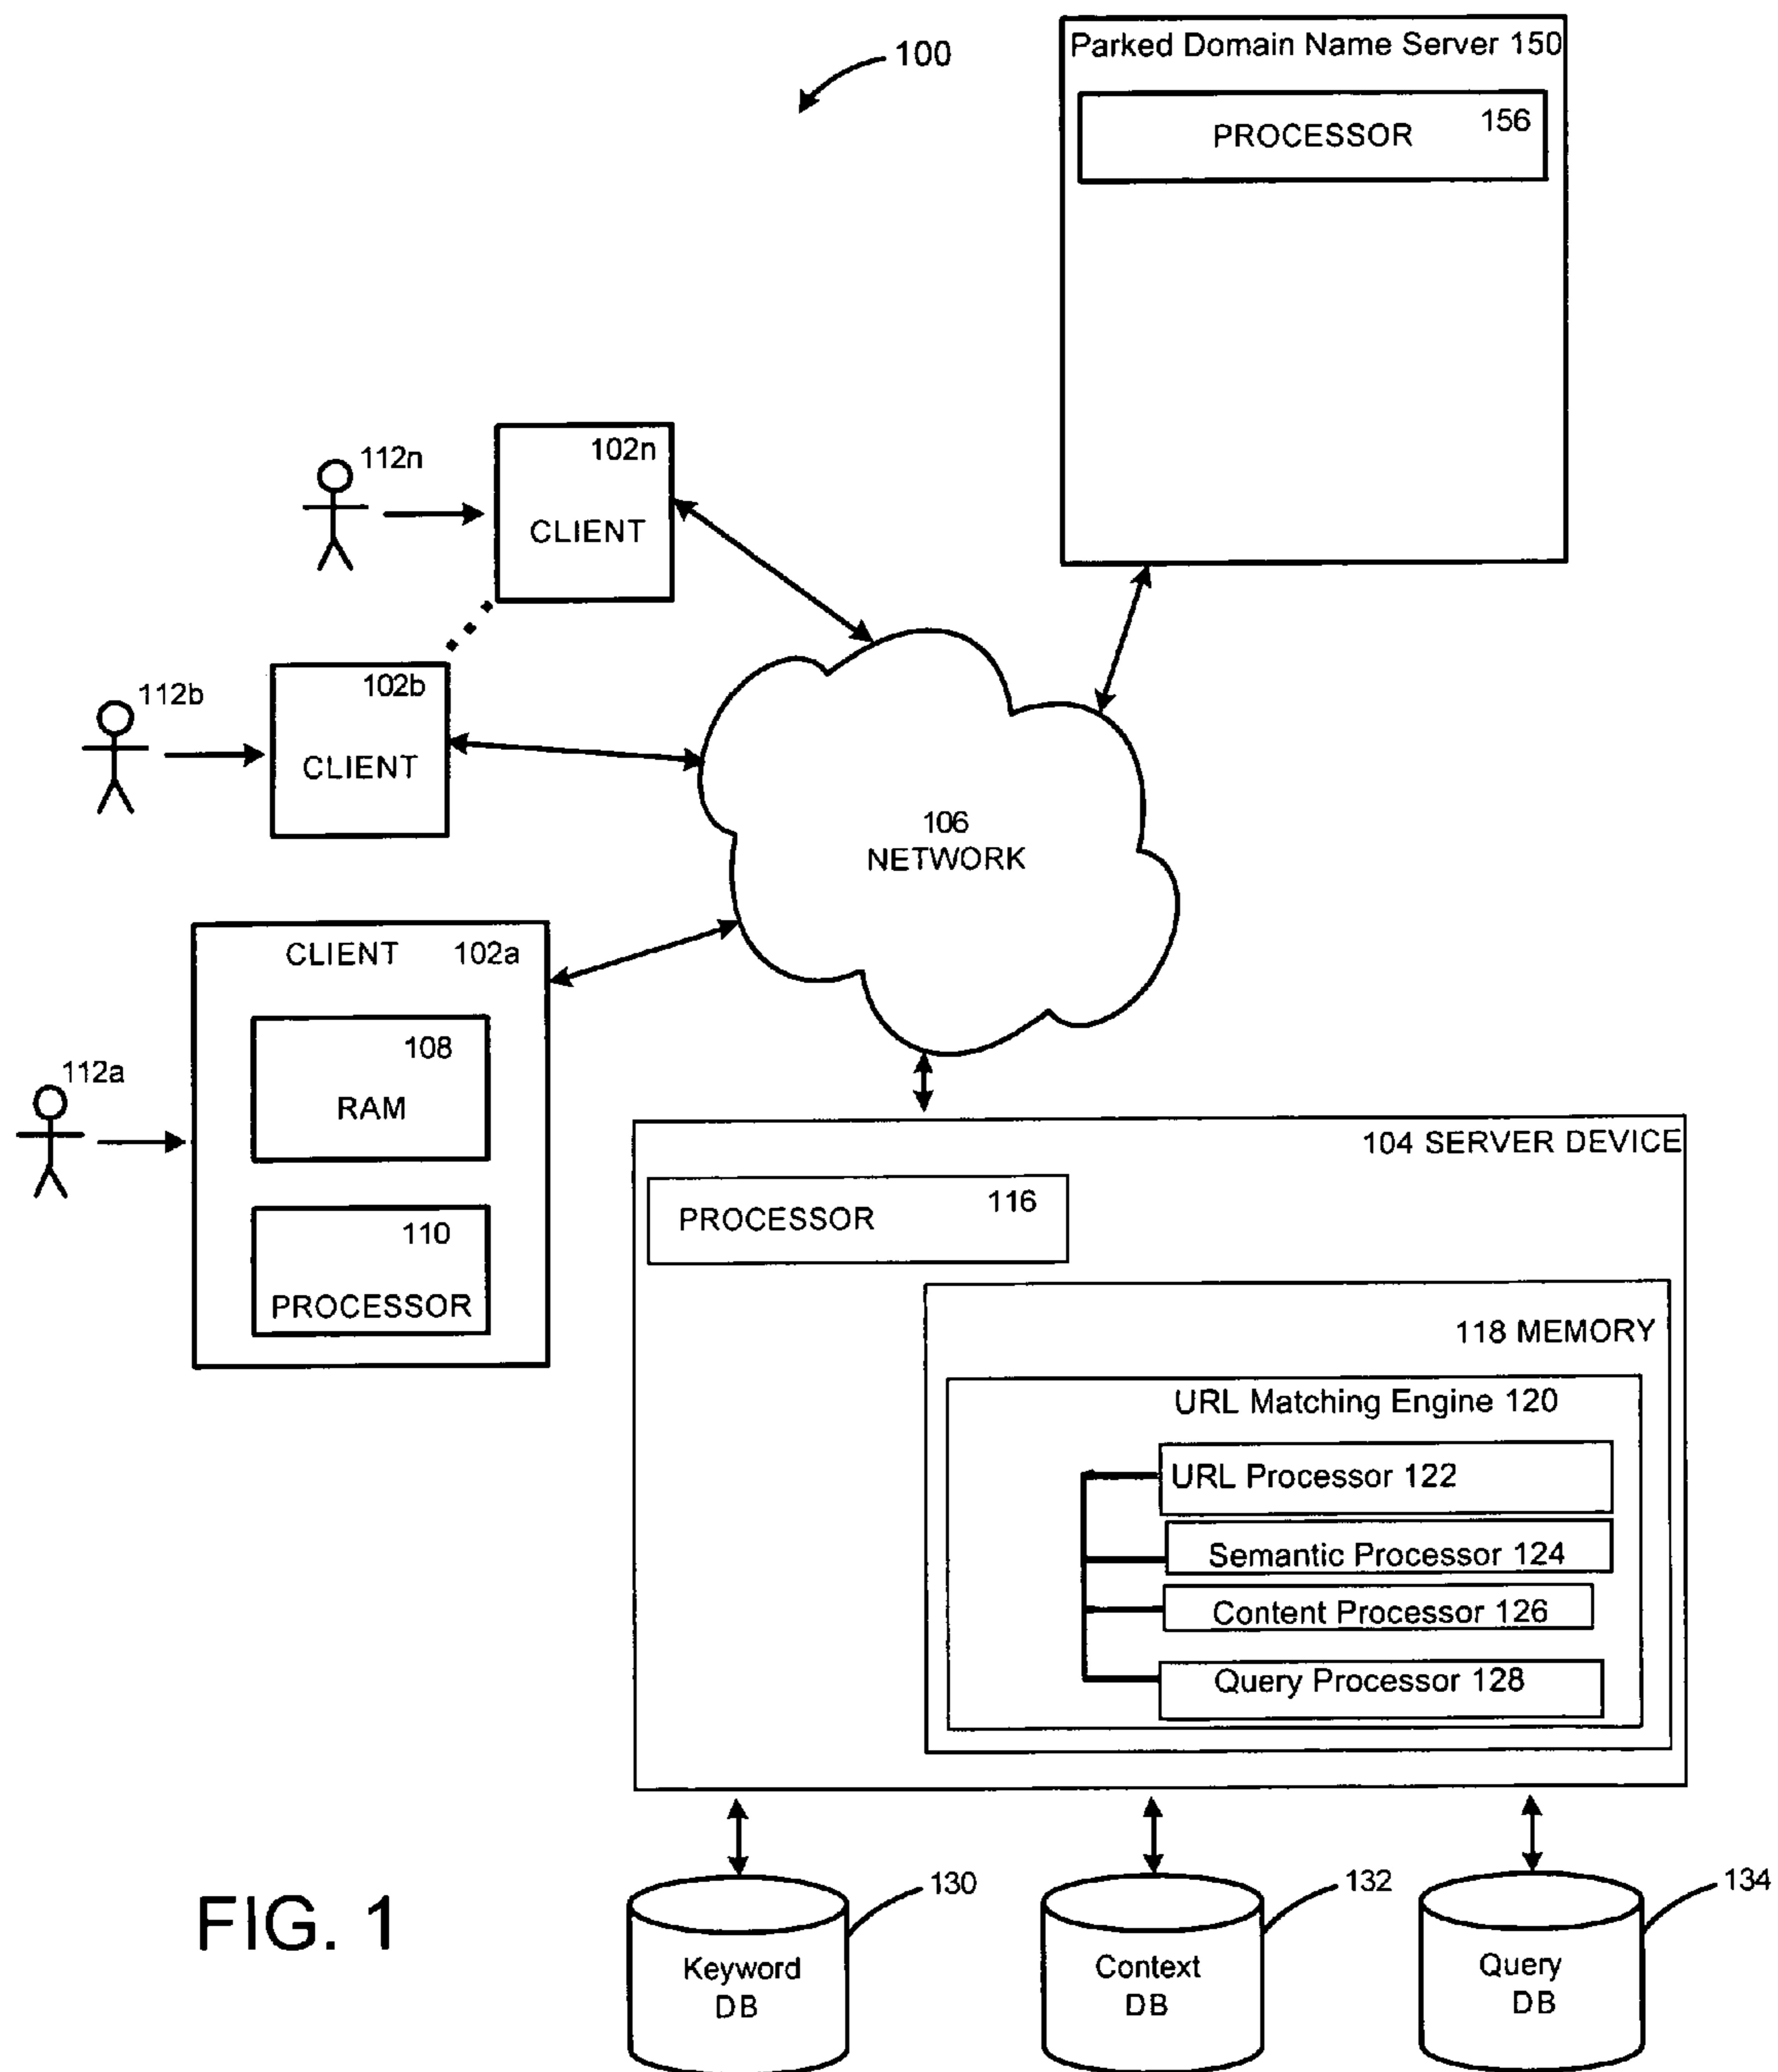 100
Parked Domain Name Server 150
156
PROCESSOR
112n
102n
CLIENT
112b
102b
CLIENT
106
NETWORK
CLIENT 102a
108
RAM
112a
110
PROCESSOR
104 SERVER DEVICE
PROCESSOR 116
118 MEMORY
URL Matching Engine 120
URL Processor 122
Semantic Processor 124
Content Processor 126
Query Processor 128
130
Keyword
DB
132
Context
DB
134
Query
DB
FIG. 1